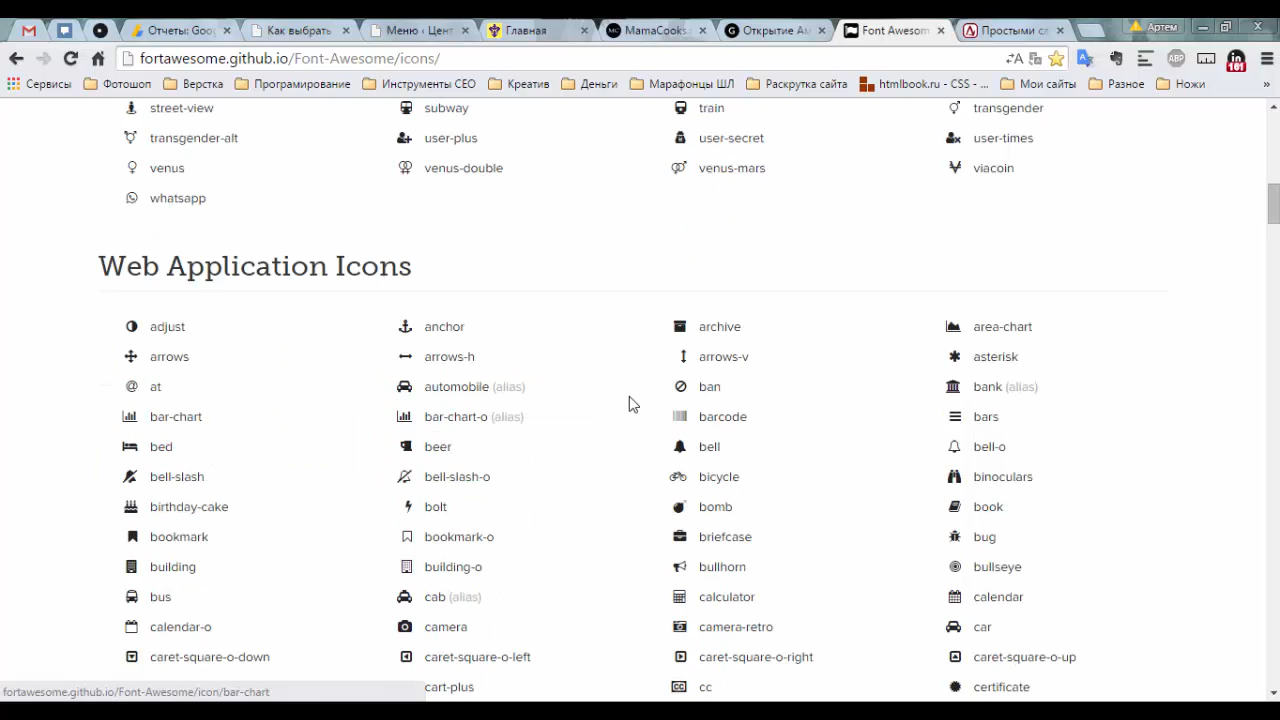 Отчеты: Goo
Как выбрать
Меню ‹ Цент
Главная
MamaCooks.
Открытие Ам
Font Awesom
Простыми сл
Артем
fortawesome.github.io/Font-Awesome/icons/
Сервисы
Фотошоп
Верстка
Програмирование
Инструменты СЕО
Креатив
Деньги
Марафонцы ШЛ
Раскрутка сайта
htmlbook.ru - CSS - ...
Мои сайты
Разное
Ножи
»
ABP
161
street-view subway train transgender
transgender-alt user-plus user-secret user-times
venus venus-double venus-mars viacoin
whatsapp
Web Application Icons
adjust anchor archive area-chart
arrows arrows-h arrows-v asterisk
at automobile (alias) ban bank (alias)
bar-chart bar-chart-o (alias) barcode bars
bed beer bell bell-o
bell-slash bell-slash-o bicycle binoculars
birthday-cake bolt bomb book
bookmark bookmark-o briefcase bug
building building-o bullhorn bullseye
bus cab (alias) calculator calendar
calendar-o camera camera-retro car
caret-square-o-down caret-square-o-left caret-square-o-right caret-square-o-up
cart-plus cc certificate
fortawesome.github.io/Font-Awesome/icon/bar-chart